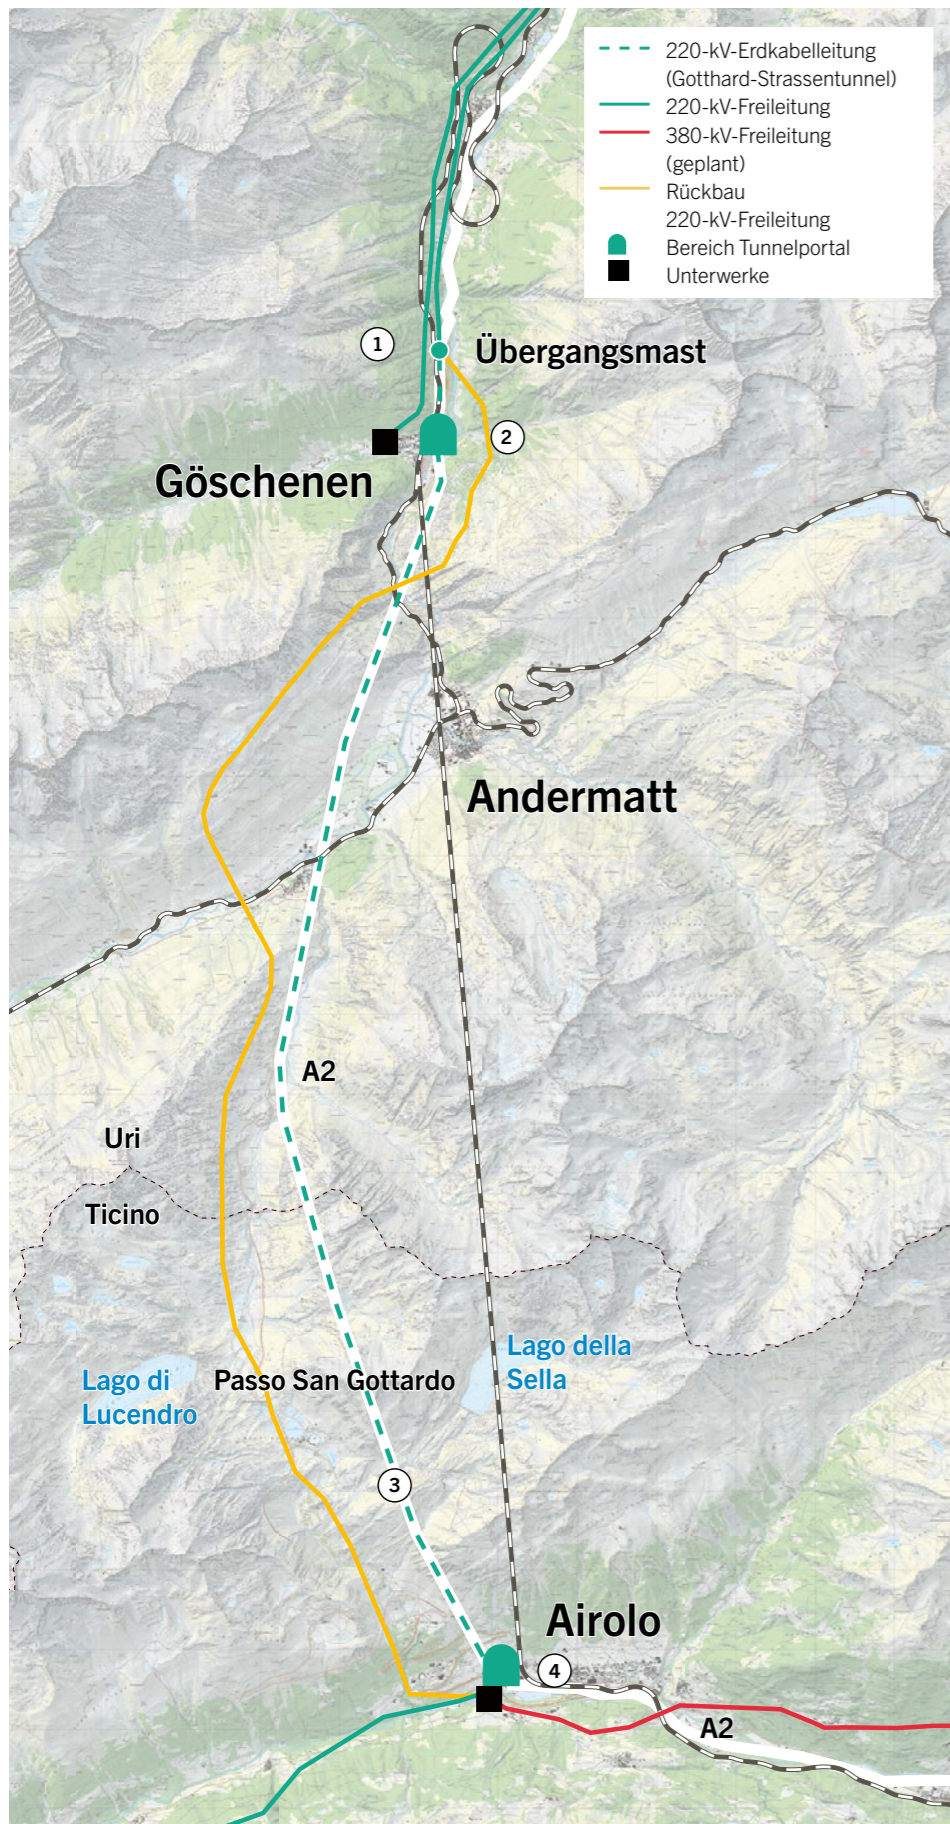 220-kV-Erdkabelleitung
(Gotthard-Strassentunnel)
220-kV-Freileitung
380-kV-Freileitung
(geplant)
Rückbau
220-kV-Freileitung
Bereich Tunnelportal
Unterwerke
1
Übergangsmast
2
Göschenen
Andermatt
A2
Uri
Ticino
Lago della
Sella
Lago di
Lucendro
Passo San Gottardo
3
Airolo
4
A2